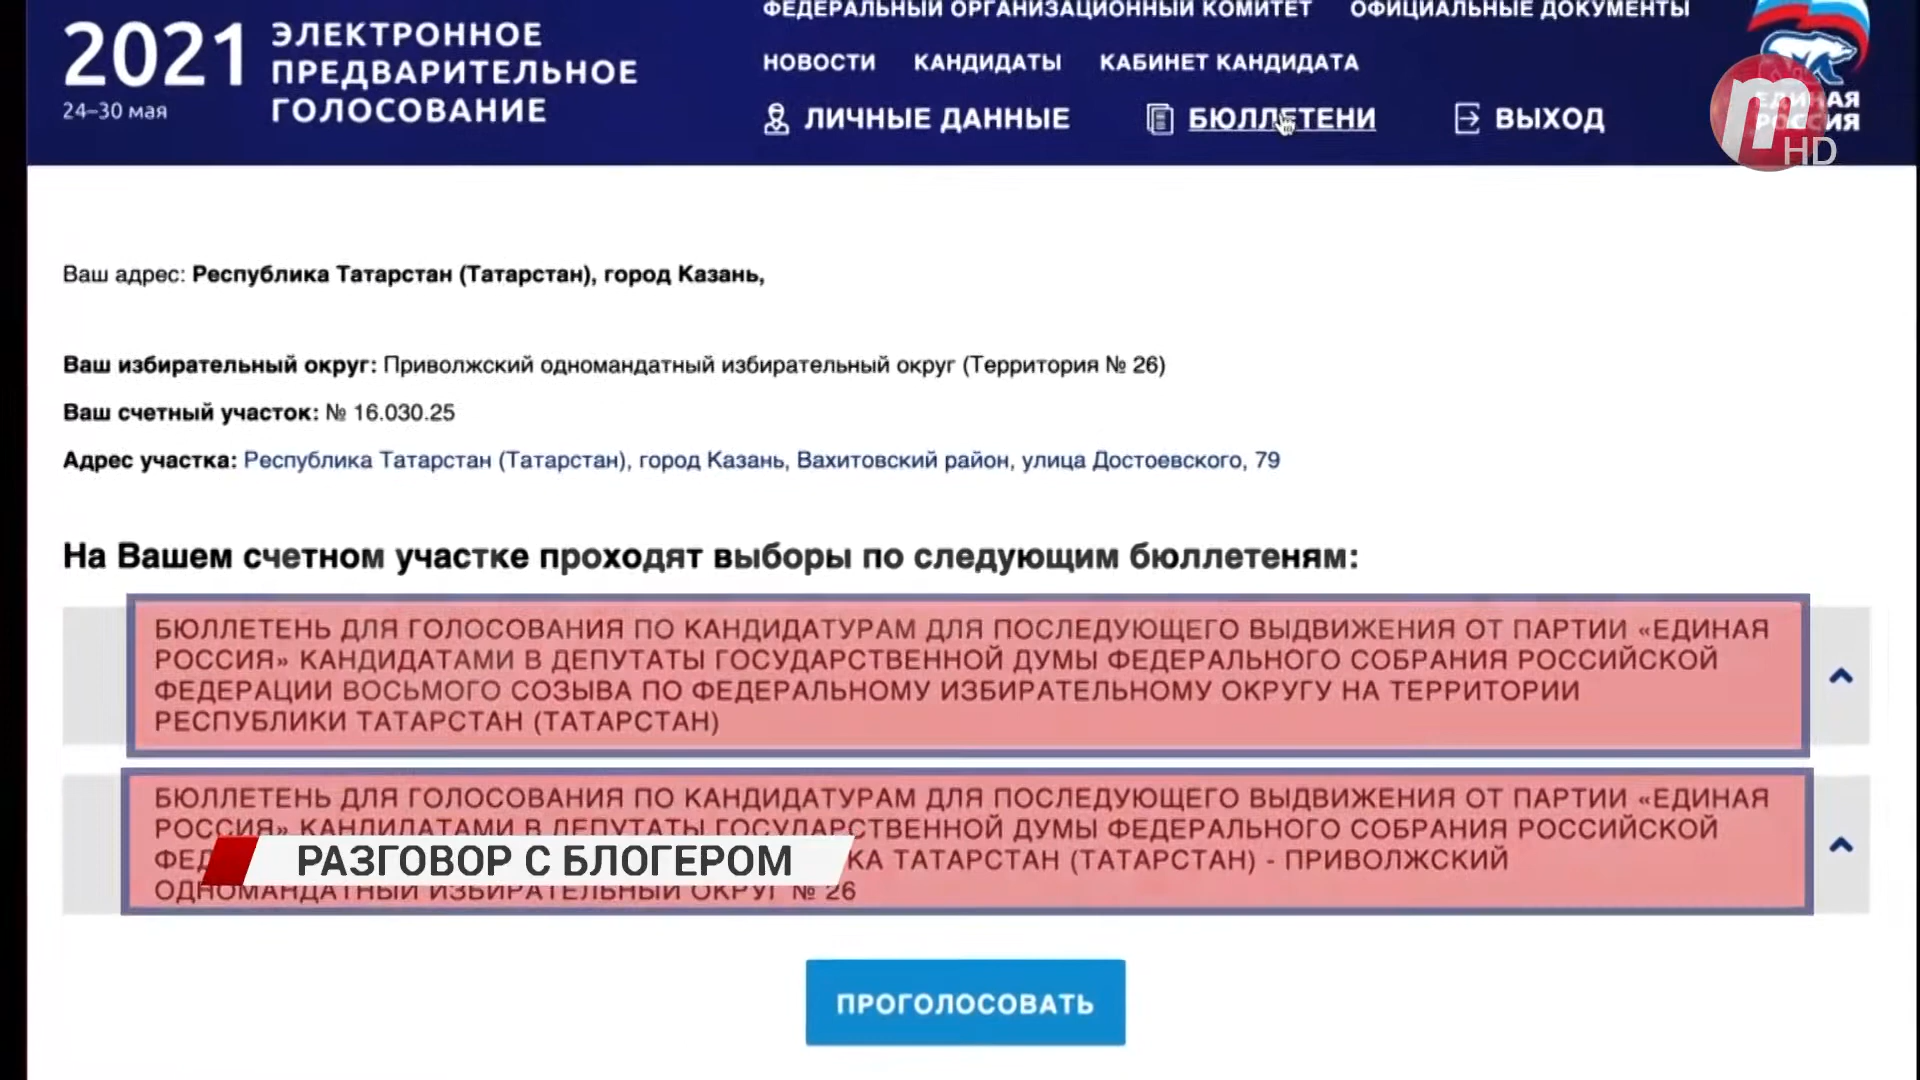 ФЕДЕРАЛЬНЫЙ ОРГАНИЗАЦИОННЫЙ КОМИТЕТ ОФИЦИАЛЬНЫЕ ДОКУМЕНТЫ
2021 ЭЛЕКТРОННОЕ
ПРЕДВАРИТЕЛЬНОЕ
ГОЛОСОВАНИЕ
24–30 мая
НОВОСТИ КАНДИДАТЫ КАБИНЕТ КАНДИДАТА
ЛИЧНЫЕ ДАННЫЕ БЮЛЛЕТЕНИ ВЫХОД
ЕДИНАЯ
РОССИЯ
HD
Ваш адрес: Республика Татарстан (Татарстан), город Казань,
Ваш избирательный округ: Приволжский одномандатный избирательный округ (Территория № 26)
Ваш счетный участок: № 16.030.25
Адрес участка: Республика Татарстан (Татарстан), город Казань, Вахитовский район, улица Достоевского, 79
На Вашем счетном участке проходят выборы по следующим бюллетеням:
БЮЛЛЕТЕНЬ ДЛЯ ГОЛОСОВАНИЯ ПО КАНДИДАТУРАМ ДЛЯ ПОСЛЕДУЮЩЕГО ВЫДВИЖЕНИЯ ОТ ПАРТИИ «ЕДИНАЯ
РОССИЯ» КАНДИДАТАМИ В ДЕПУТАТЫ ГОСУДАРСТВЕННОЙ ДУМЫ ФЕДЕРАЛЬНОГО СОБРАНИЯ РОССИЙСКОЙ
ФЕДЕРАЦИИ ВОСЬМОГО СОЗЫВА ПО ФЕДЕРАЛЬНОМУ ИЗБИРАТЕЛЬНОМУ ОКРУГУ НА ТЕРРИТОРИИ
РЕСПУБЛИКИ ТАТАРСТАН (ТАТАРСТАН)
БЮЛЛЕТЕНЬ ДЛЯ ГОЛОСОВАНИЯ ПО КАНДИДАТУРАМ ДЛЯ ПОСЛЕДУЮЩЕГО ВЫДВИЖЕНИЯ ОТ ПАРТИИ «ЕДИНАЯ
РОССИЯ» КАНДИДАТАМИ В ДЕПУТАТЫ ГОСУДАРСТВЕННОЙ ДУМЫ ФЕДЕРАЛЬНОГО СОБРАНИЯ РОССИЙСКОЙ
ТАТАРСТАН (ТАТАРСТАН) - ПРИВОЛЖСКИЙ
ОДНОМАНДАТНЫЙ ИЗБИРАТЕЛЬНЫЙ ОКРУГ № 26
РАЗГОВОР С БЛОГЕРОМ
ПРОГОЛОСОВАТЬ